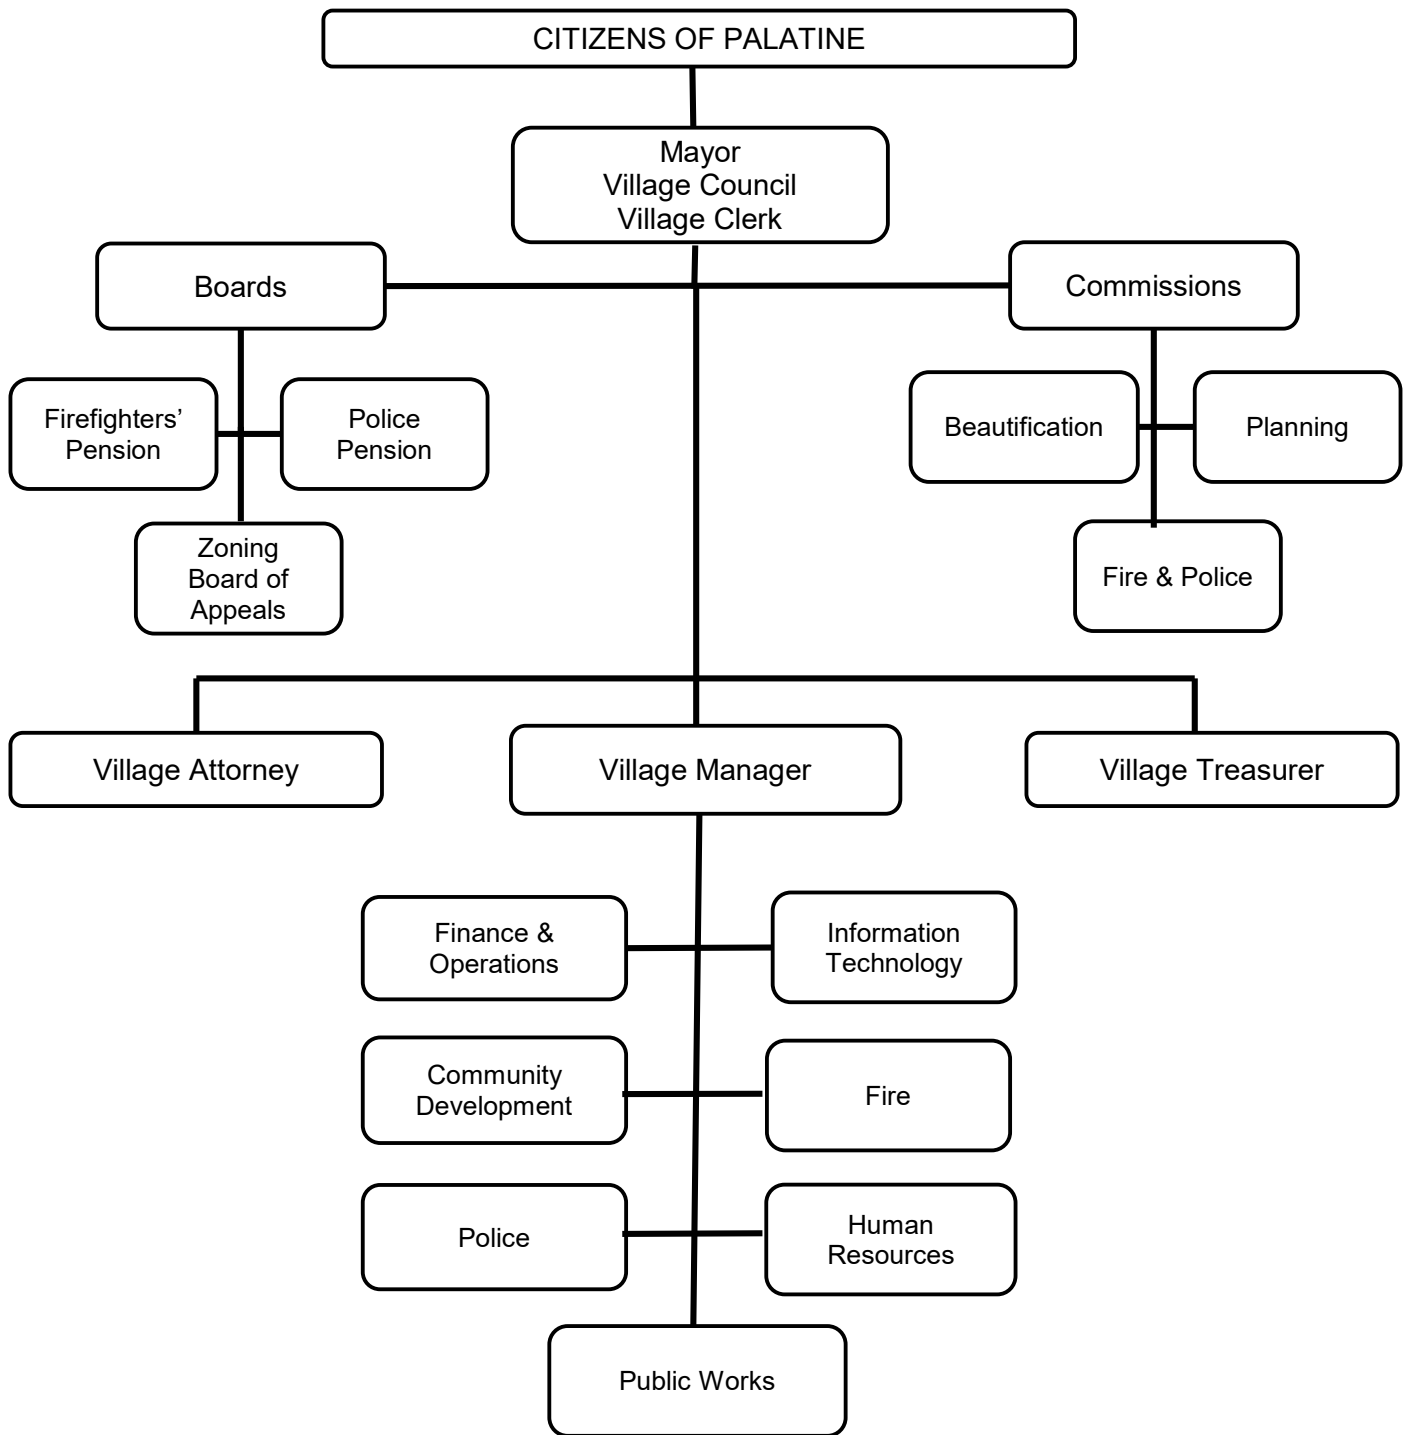 CITIZENS OF PALATINE
Mayor
Village Council
Village Clerk
Boards
Commissions
Firefighters’
Pension
Police
Pension
Beautification
Planning
Zoning
Board of
Appeals
Fire & Police
Village Attorney
Village Manager
Village Treasurer
Finance &
Operations
Information
Technology
Community
Development
Fire
Police
Human
Resources
Public Works